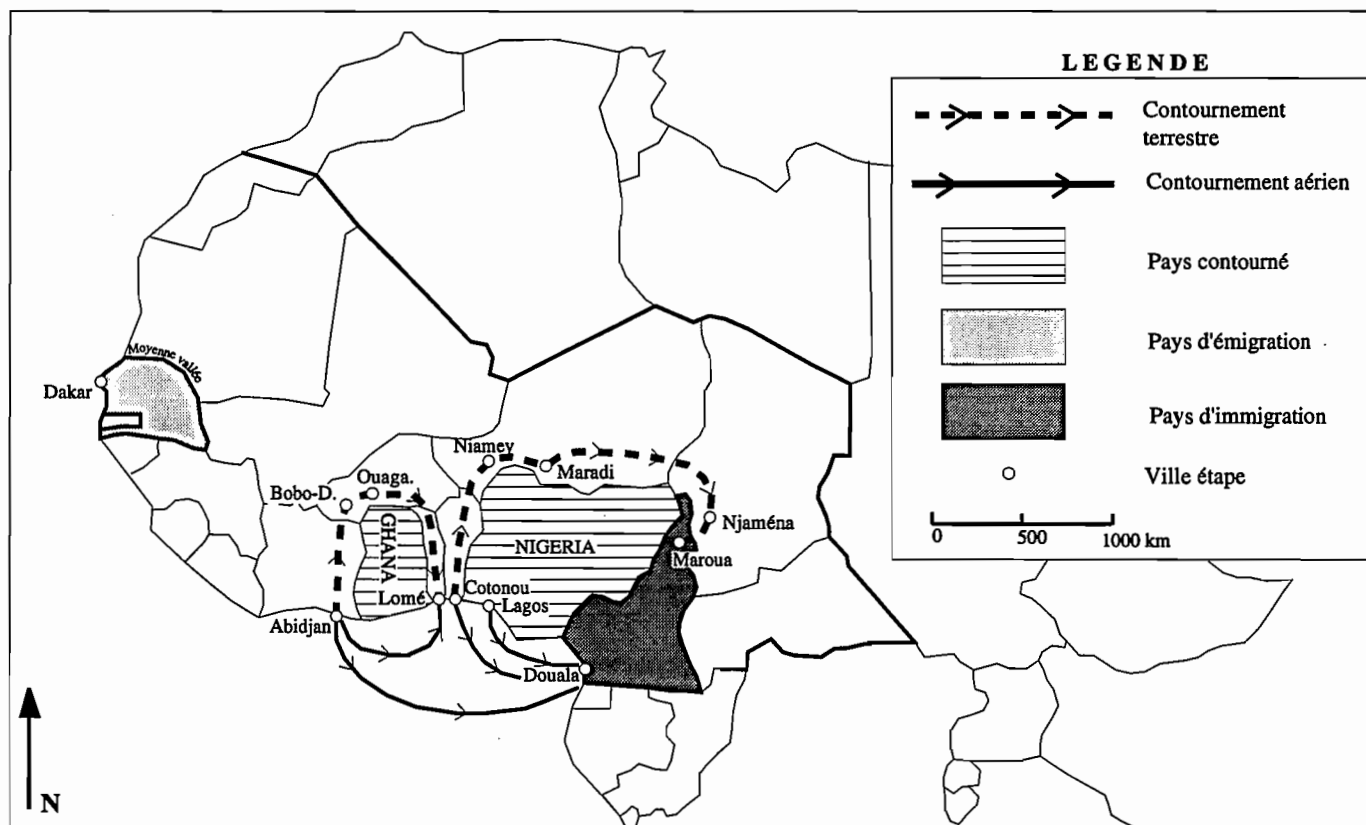 LEGENDE
Contournement
terrestre
Contournement aérien
Pays contourné
Pays d'émigration
Pays d'immigration
Ville étape
0 500 1000 km
Moyenne vallée
Dakar
Niamey
Maradi
Ouaga.
Bobo-D.
GHANA
NIGERIA
Njaména
Maroua
Lomé
Cotonou
Lagos
Abidjan
Douala
N